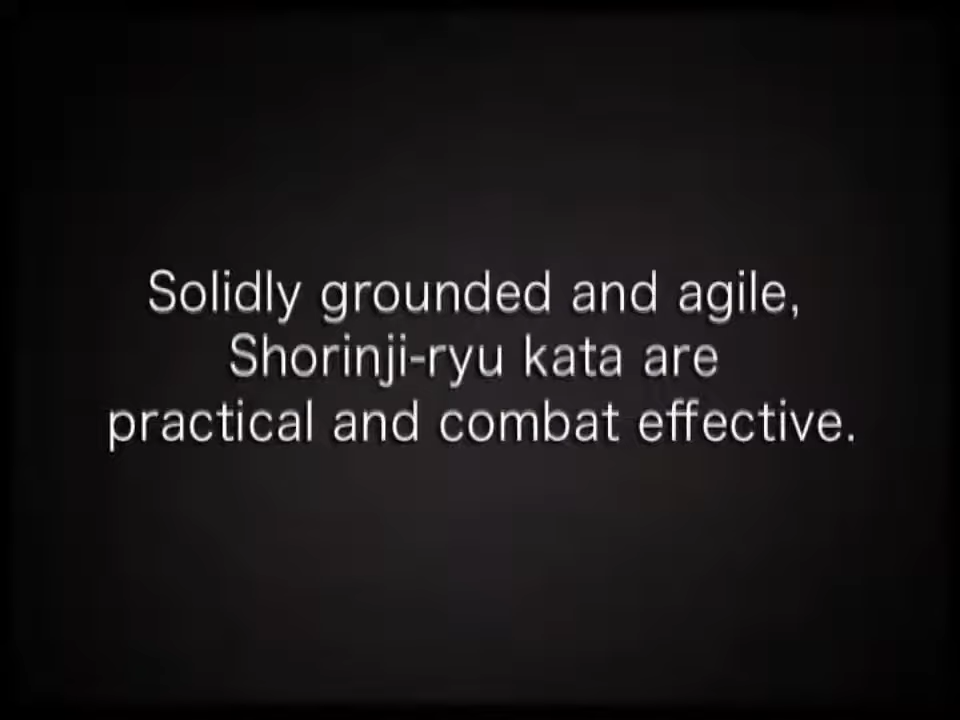 Solidly grounded and agile,
Shorinji-ryu kata are
practical and combat effective.